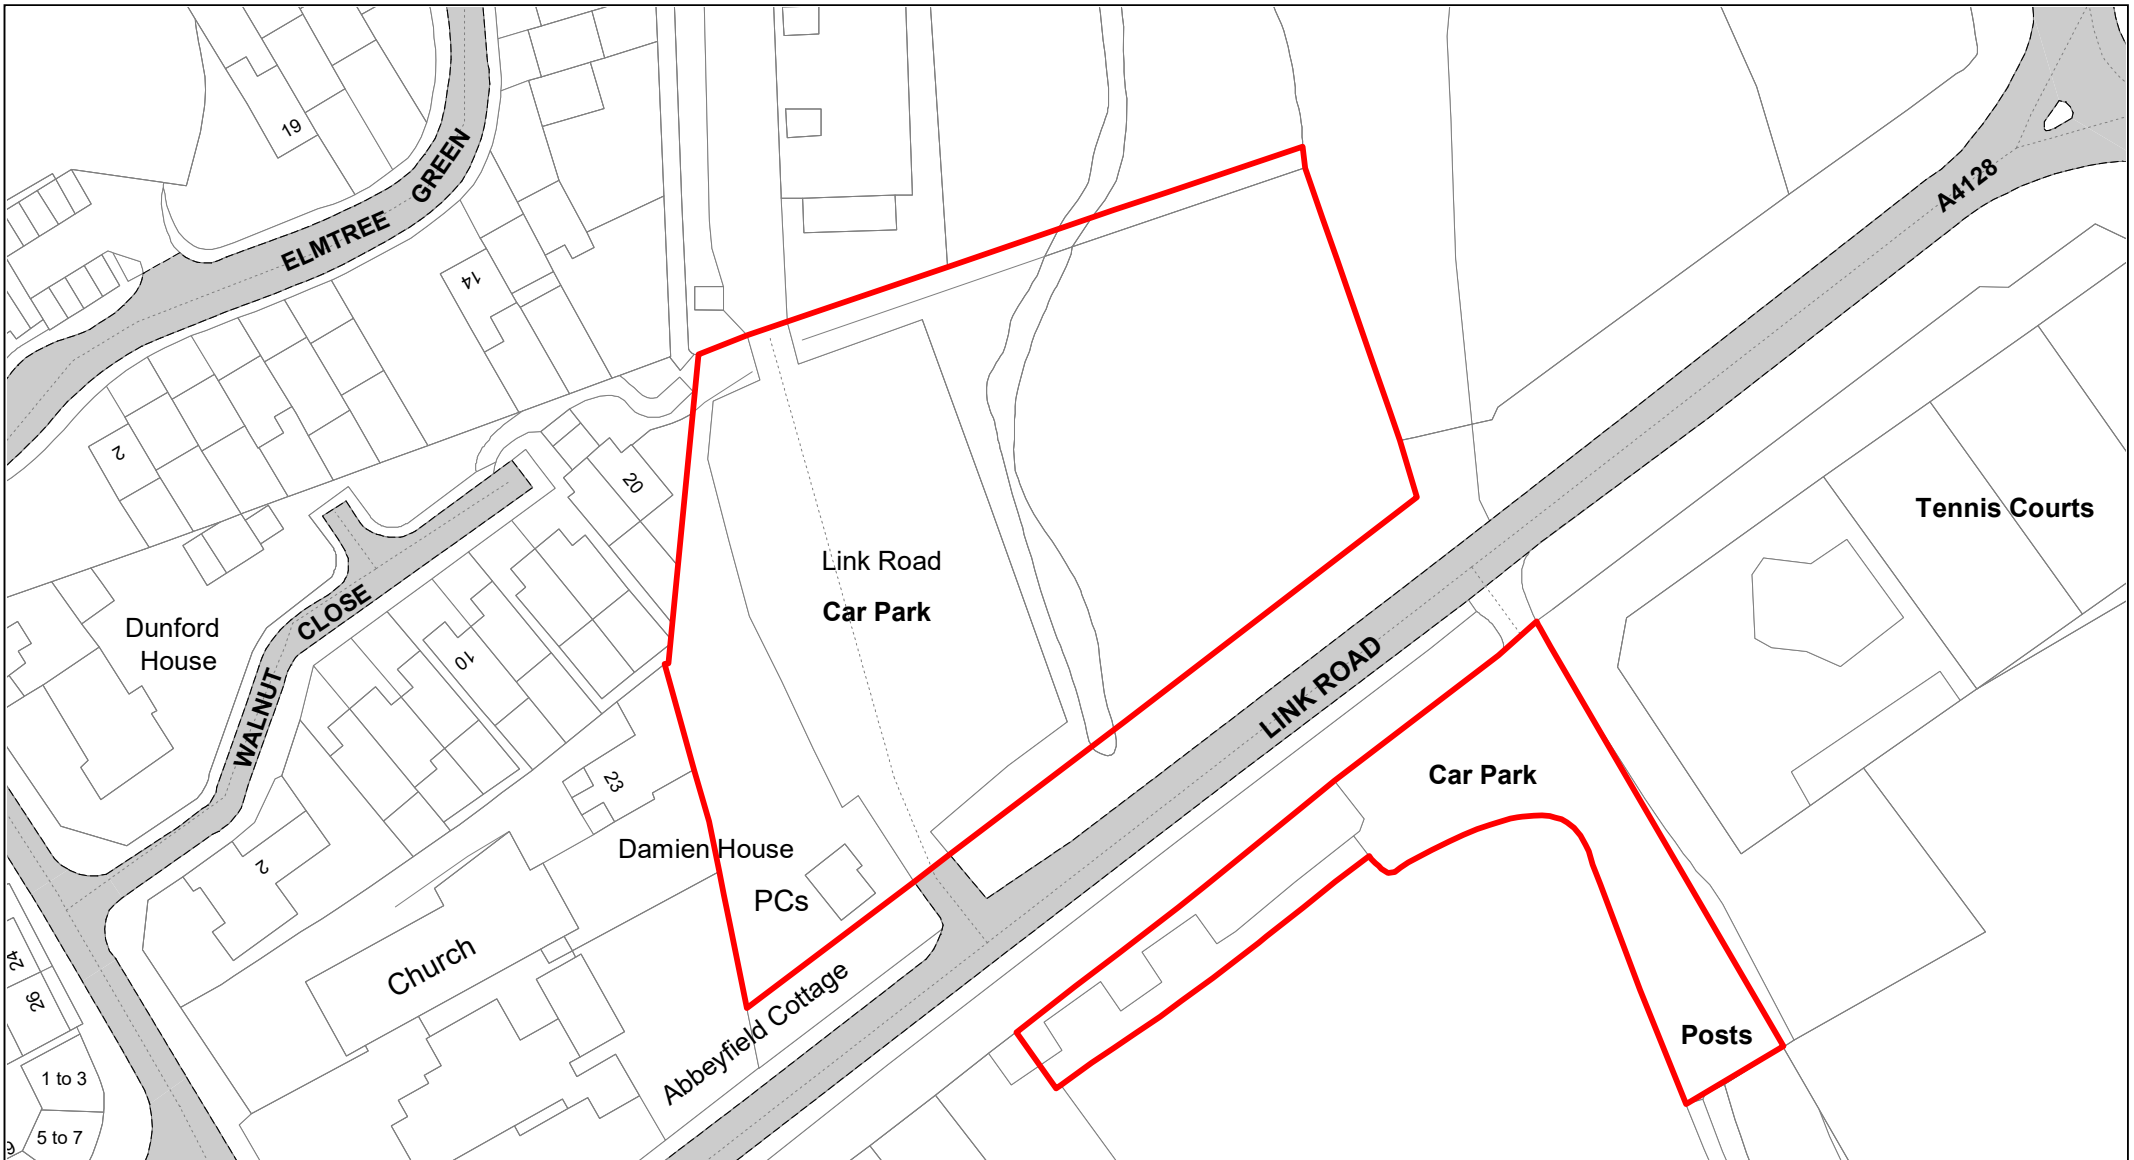 19
ELMTREE GREEN
A4128
14
2
20
Tennis Courts
Link Road
Car Park
Dunford
House
WALNUT CLOSE
10
LINK ROAD
23
Car Park
Damien House
2
PCs
Church
24
26
Abbeyfield Cottage
Posts
1 to 3
5 to 7